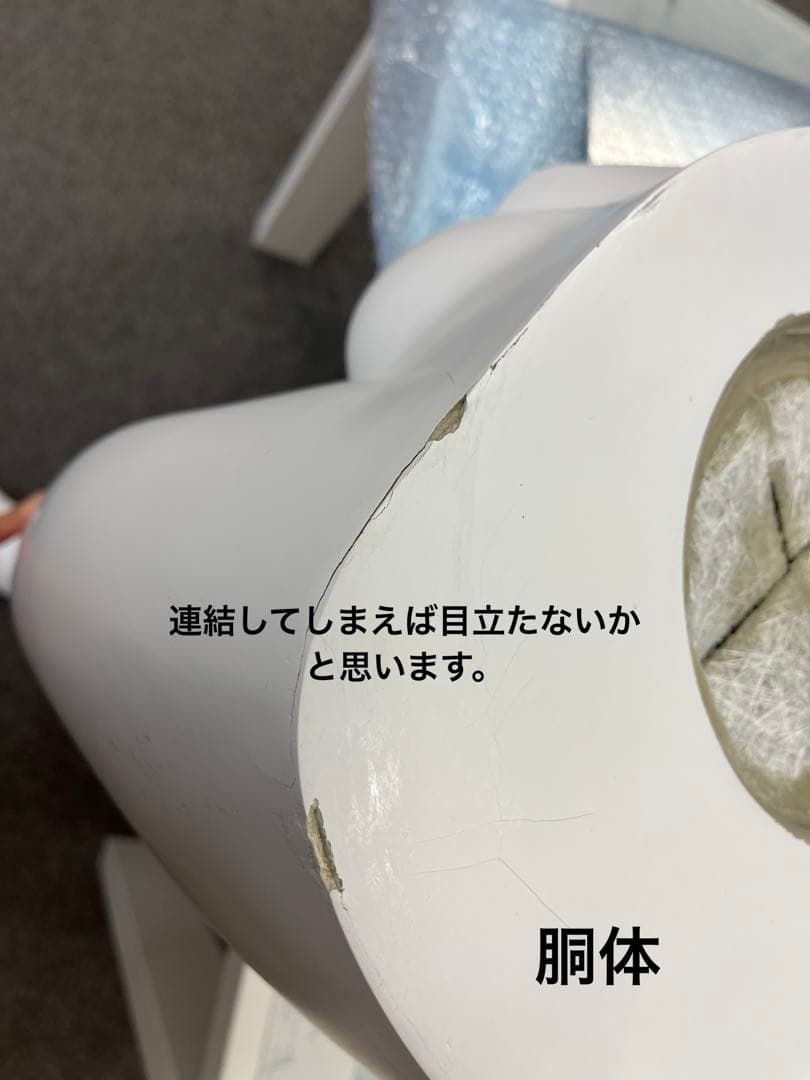 連結してしまえば目立たないか
と思います。
胴体